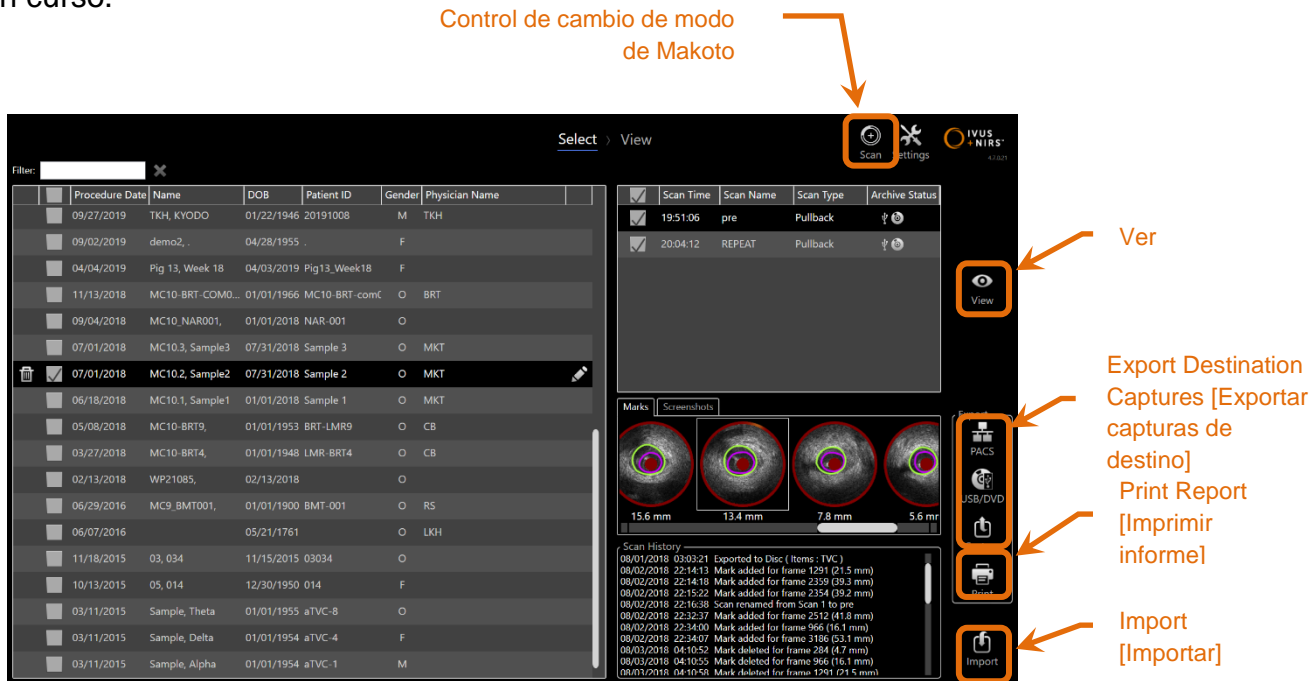 n curso.
Control de cambio de modo
de Makoto
Select > View
Scan
Settings
IVUS
+NIRS™
4.7.0.21
Filter:
Procedure Date Name DOB Patient ID Gender Physician Name
09/27/2019 TKH, KYODO 01/22/1946 20191008 M TKH
09/02/2019 demo2, . 04/28/1955 . F
04/04/2019 Pig 13, Week 18 04/03/2019 Pig13_Week18 F
11/13/2018 MC10-BRT-COM0... 01/01/1966 MC10-BRT-com( O BRT
09/04/2018 MC10_NAR001, 01/01/2018 NAR-001 O
07/01/2018 MC10.3, Sample3 07/31/2018 Sample 3 O MKT
07/01/2018 MC10.2, Sample2 07/31/2018 Sample 2 O MKT
06/18/2018 MC10.1, Sample1 01/01/2018 Sample 1 O MKT
05/08/2018 MC10-BRT9, 01/01/1953 BRT-LMR9 O CB
03/27/2018 MC10-BRT4, 01/01/1948 LMR-BRT4 O CB
02/13/2018 WP21085, 02/13/2018 O
06/29/2016 MC9_BMT001, 01/01/1900 BMT-001 O RS
06/07/2016 05/21/1761 O LKH
11/18/2015 03, 034 11/15/2015 03034 O
10/13/2015 05, 014 12/30/1950 014 F
03/11/2015 Sample, Theta 01/01/1955 aTVC-8 O
03/11/2015 Sample, Delta 01/01/1954 aTVC-4 F
03/11/2015 Sample, Alpha 01/01/1954 aTVC-1 M
Scan Time Scan Name Scan Type Archive Status
19:51:06 pre Pullback
20:04:12 REPEAT Pullback
Marks Screenshots
15.6 mm 13.4 mm 7.8 mm 5.6 mm
Scan History
08/01/2018 03:03:21 Exported to Disc ( Items : TVC )
08/02/2018 22:14:13 Mark added for frame 1291 (21.5 mm)
08/02/2018 22:14:18 Mark added for frame 2359 (39.3 mm)
08/02/2018 22:15:22 Mark added for frame 2354 (39.2 mm)
08/02/2018 22:16:38 Scan renamed from Scan 1 to pre
08/02/2018 22:32:37 Mark added for frame 2512 (41.8 mm)
08/02/2018 22:34:00 Mark added for frame 966 (16.1 mm)
08/02/2018 22:34:07 Mark added for frame 3186 (53.1 mm)
08/03/2018 04:10:52 Mark deleted for frame 284 (4.7 mm)
08/03/2018 04:10:55 Mark deleted for frame 966 (16.1 mm)
08/03/2018 04:10:58 Mark deleted for frame 1291 (21.5 mm)
View
Export
PACS
USB/DVD
Print
Import
Ver
Export Destination
Captures [Exportar
capturas de
destino]
Print Report
[Imprimir
informe]
Import
[Importar]